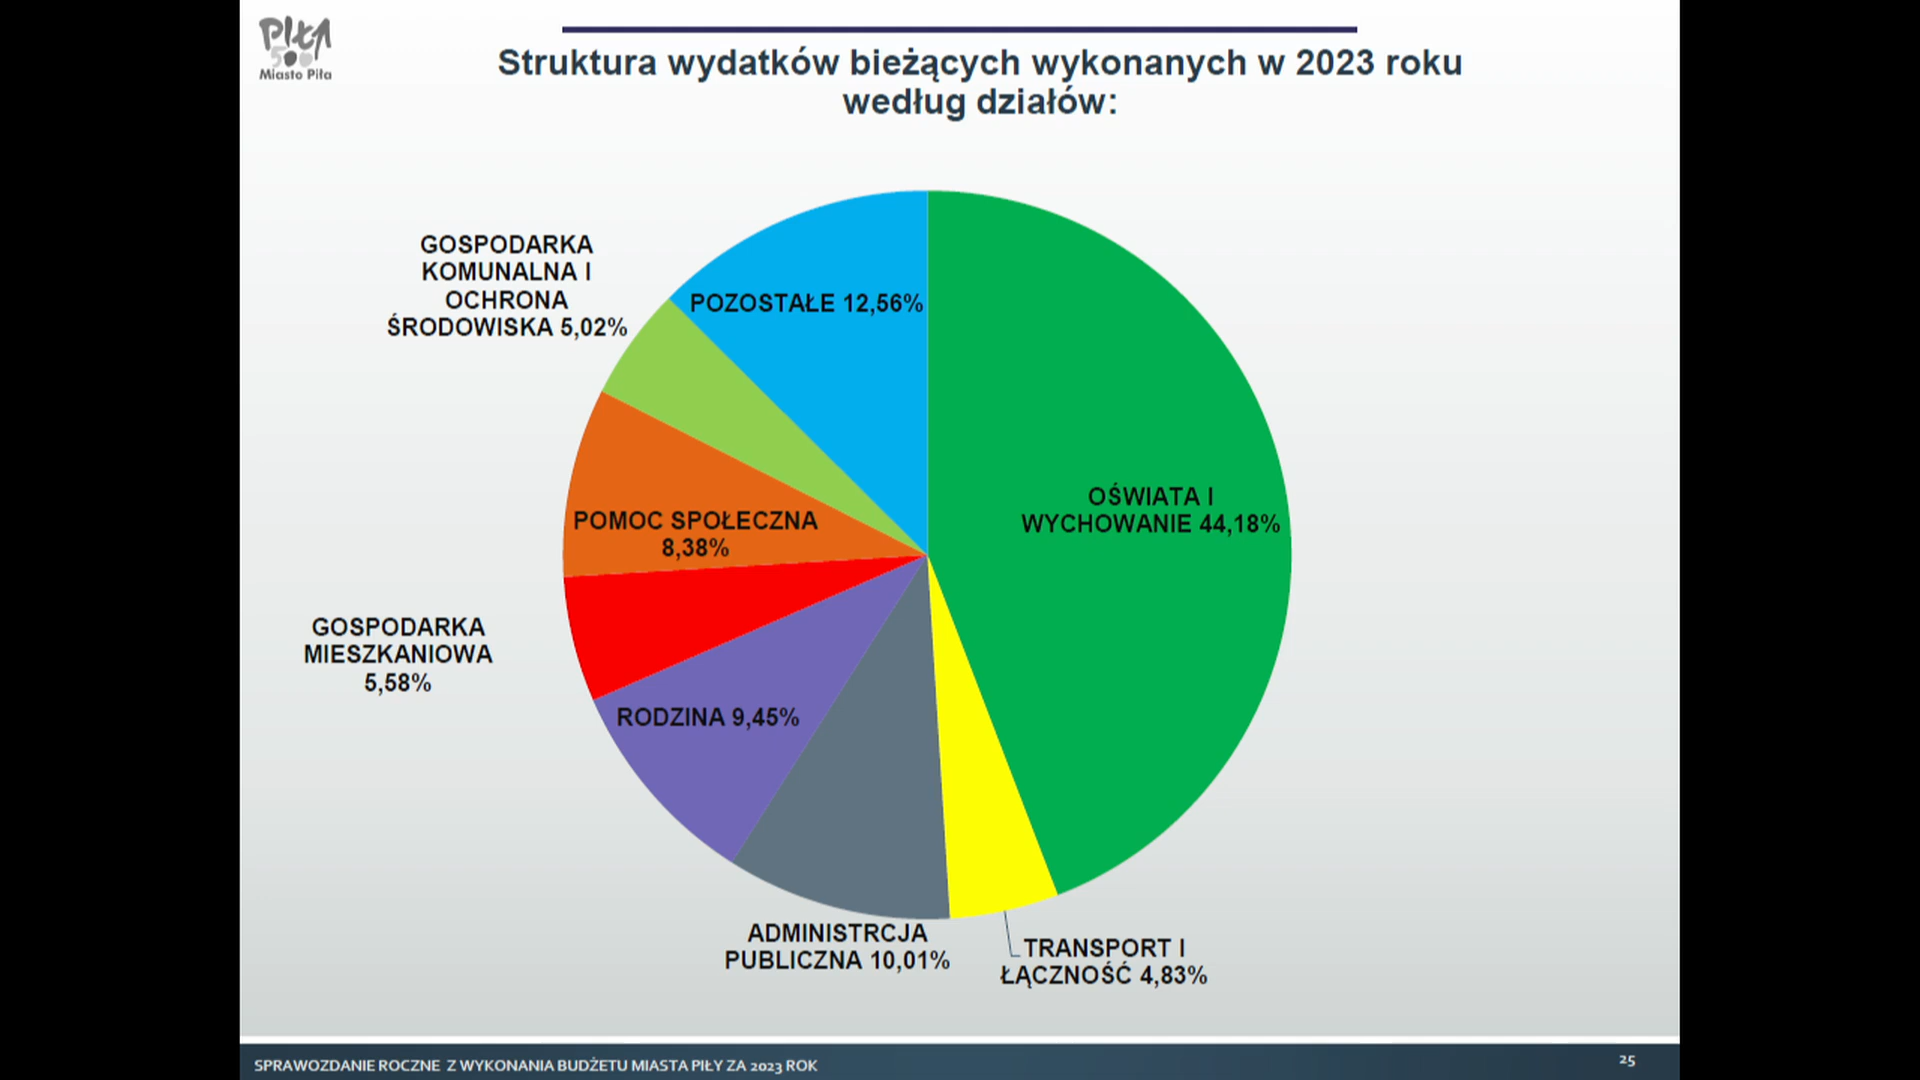 PIŁA
500
Miasto Piła
Struktura wydatków bieżących wykonanych w 2023 roku
według działów:
GOSPODARKA
KOMUNALNA I
OCHRONA
ŚRODOWISKA 5,02%
POZOSTAŁE 12,56%
OŚWIATA I
WYCHOWANIE 44,18%
POMOC SPOŁECZNA
8,38%
GOSPODARKA
MIESZKANIOWA
5,58%
RODZINA 9,45%
ADMINISTRCJA
PUBLICZNA 10,01%
TRANSPORT I
ŁĄCZNOŚĆ 4,83%
SPRAWOZDANIE ROCZNE Z WYKONANIA BUDŻETU MIASTA PIŁY ZA 2023 ROK
25